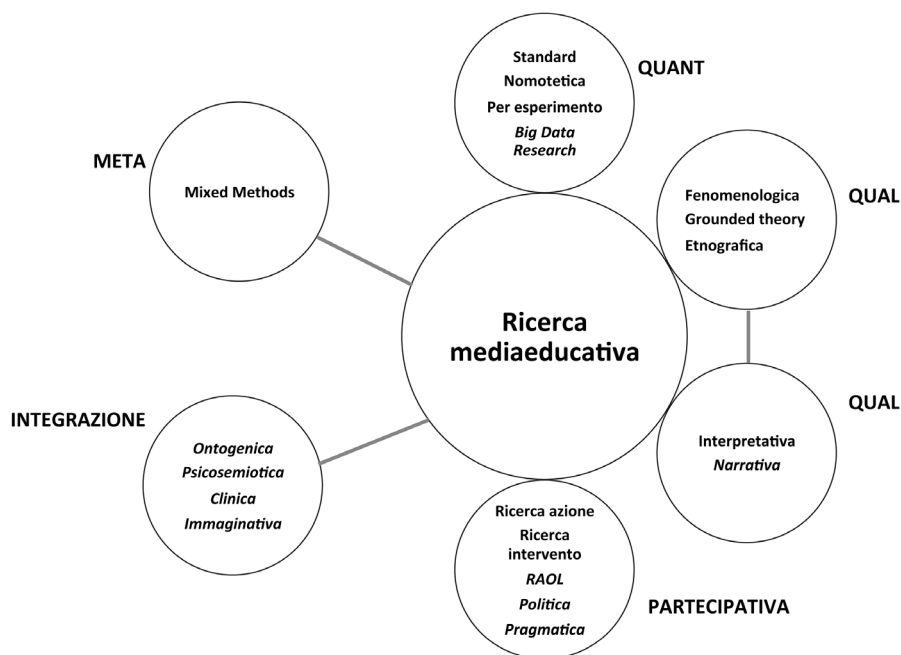 Standard
Nomotetica
Per esperimento
Big Data
Research
QUANT
META
Mixed Methods
Fenomenologica
Grounded theory
Etnografica
QUAL
Ricerca
mediaeducativa
INTEGRAZIONE
Ontogenica
Psicosemiotica
Clinica
Immaginativa
Interpretativa
Narrativa
QUAL
Ricerca azione
Ricerca
intervento
RAOL
Politica
Pragmatica
PARTECIPATIVA